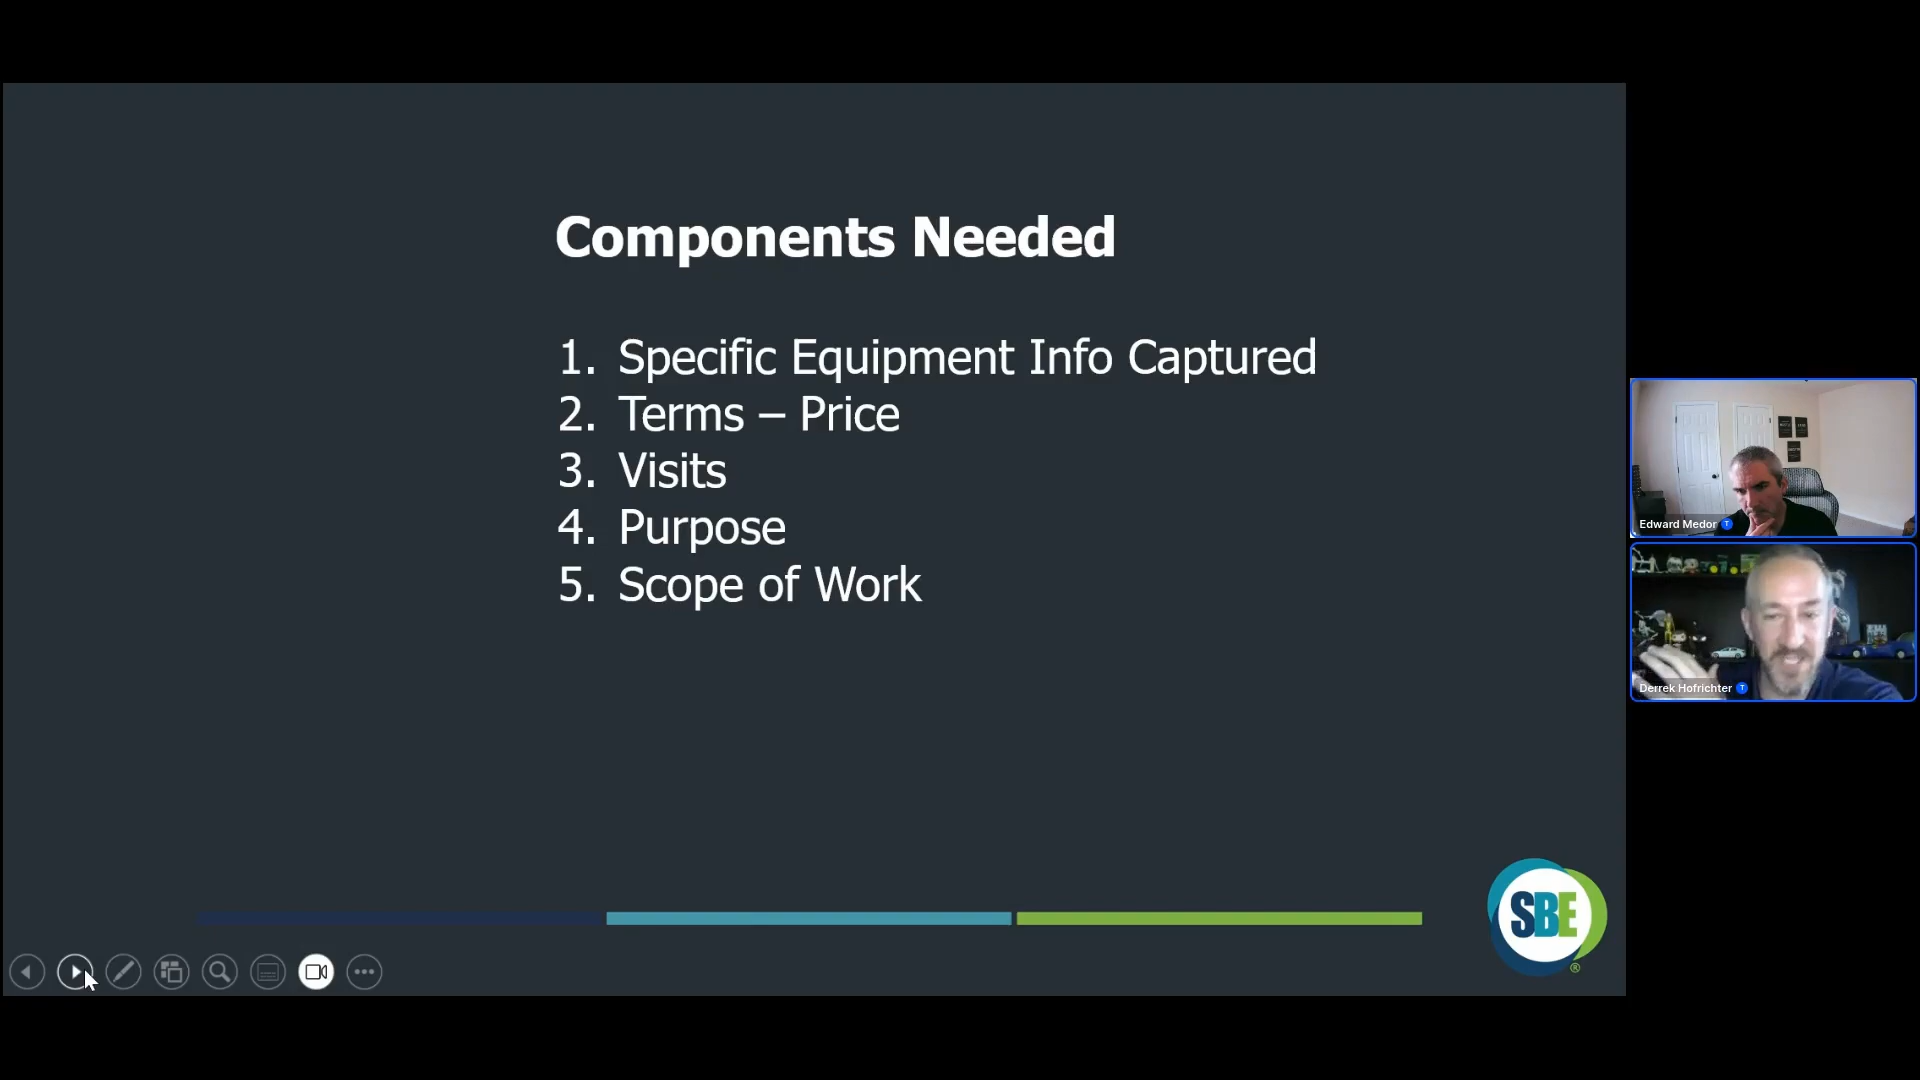 Components Needed
1. Specific Equipment Info Captured
2. Terms – Price
3. Visits
4. Purpose
5. Scope of Work
SBE
®
Edward Medor T
Derrek Hofrichter T